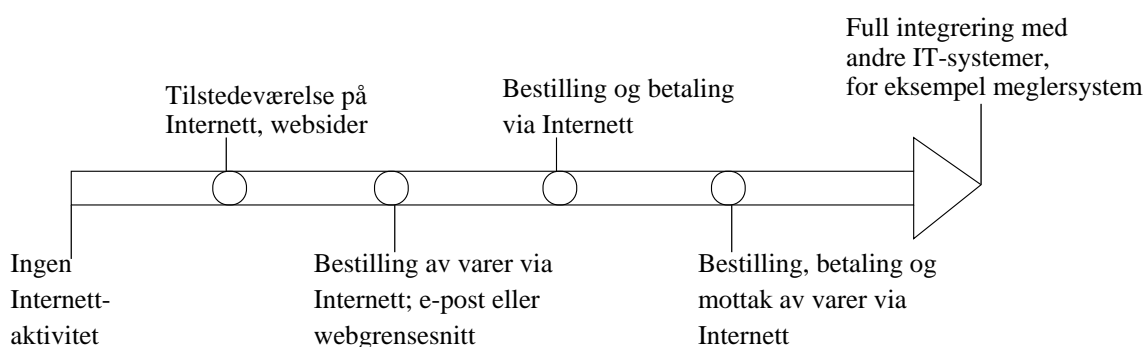 Full integrering med
andre IT-systemer,
for eksempel meglersystem
Tilstedeværelse på
Internett, websider
Bestilling og betaling
via Internett
Ingen
Internett-
aktivitet
Bestilling av varer via
Internett; e-post eller
webgrensesnitt
Bestilling, betaling og
mottak av varer via
Internett